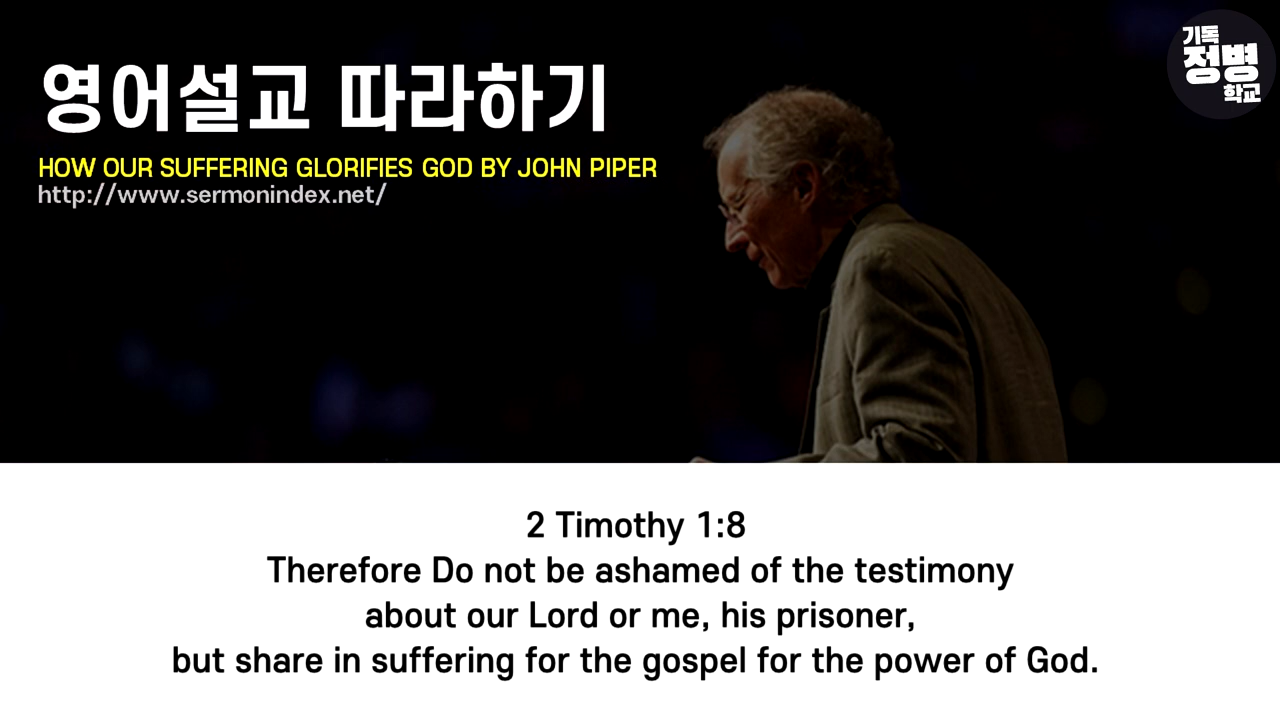 영어설교 따라하기
HOW OUR SUFFERING GLORIFIES GOD BY JOHN PIPER
http://www.sermonindex.net/
기독
정병
학교
2 Timothy 1:8
Therefore Do not be ashamed of the testimony
about our Lord or me, his prisoner,
but share in suffering for the gospel for the power of God.